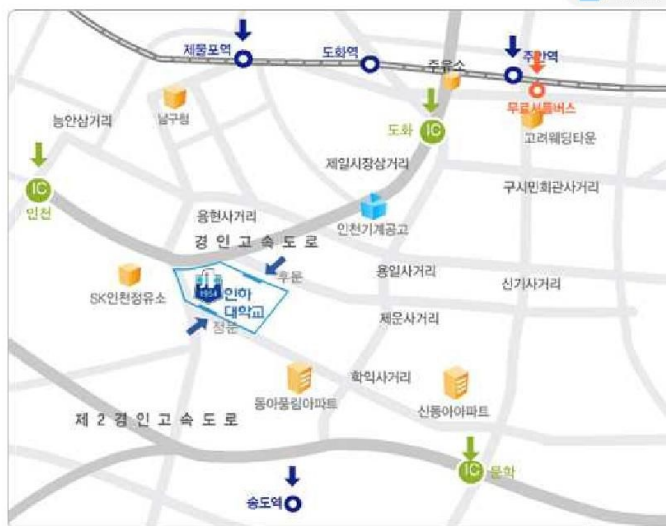 제물포역
도화역
주유소
주안역
무료셔틀버스
고려웨딩타운
남구청
능안삼거리
도화
IC
제일시장삼거리
구시민회관사거리
IC
인천
용현사거리
인천기계공고
경인고속도로
SK인천정유소
1954
인하
대학교
후문
정문
용일사거리
신기사거리
제운사거리
학익사거리
동아풍림아파트
신동아아파트
제2경인고속도로
IC
문학
송도역